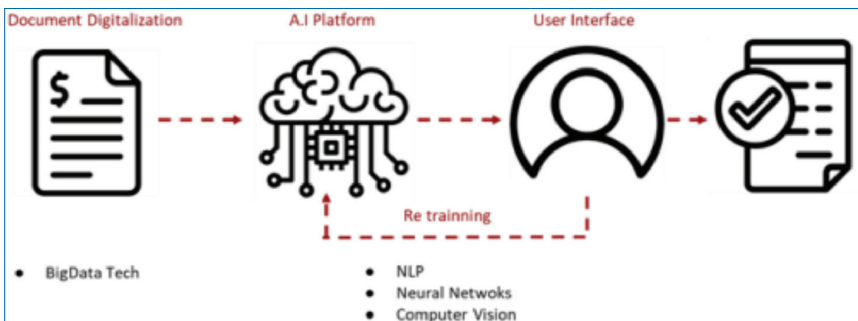 Document Digitalization
A.I Platform
User Interface
$
Re trainning
● BigData Tech
● NLP
● Neural Netwoks
● Computer Vision